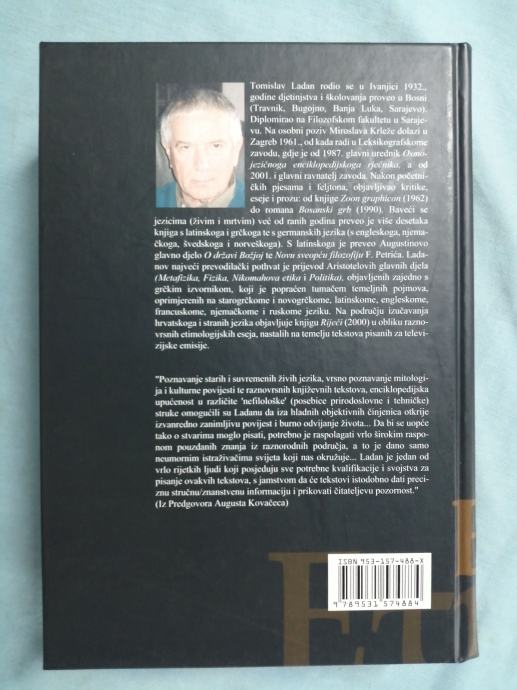 Tomislav Ladan rodio se u Ivanjici 1932.,
godine djetinjstva i školovanja proveo u Bosni
(Travnik, Bugojno, Banja Luka, Sarajevo).
Diplomirao na Filozofskom fakultetu u Saraje-
vu. Na osobni poziv Miroslava Krleže dolazi u
Zagreb 1961., od kada radi u Leksikografskome
zavodu, gdje je od 1987. glavni urednik Osmo-
jezičnoga enciklopedijskoga rječnika, a od
2001. i glavni ravnatelj zavoda. Nakon početni-
čkih pjesama i feljtona, objavljivao kritike,
eseje i prozu: od knjige Zoon graphicon (1962)
do romana Bosanski grb (1990). Baveći se
jezicima (živim i mrtvim) već od ranih godina preveo je više desetaka
knjiga s latinskoga i grčkoga te s germanskih jezika (s engleskoga, njema-
čkoga, švedskoga i norveškoga). S latinskoga je preveo Augustinovo
glavno djelo O državi Božjoj te Novu sveopću filozofiju F. Petrića. Lada-
nov najveći prevodilački pothvat je prijevod Aristotelovih glavnih djela
(Metafizika, Fizika, Nikomahova etika i Politika), objavljenih zajedno s
grčkim izvornikom, koji je popraćen tumačem temeljnih pojmova,
oprimjerenih na starogrčkome i novogrčkome, latinskome, engleskome,
francuskome, njemačkome i ruskome jeziku. Na području izučavanja
hrvatskoga i stranih jezika objavljuje knjigu Riječi (2000) u obliku razno-
vrsnih etimologijskih eseja, nastalih na temelju tekstova pisanih za telev-
izijske emisije.
"Poznavanje starih i suvremenih živih jezika, vrsno poznavanje mitologi-
ja i kulturne povijesti te raznovrsnih književnih tekstova, enciklopedijska
upućenost u različite 'nefilološke' (posebice prirodoslovne i tehničke)
struke omogućili su Ladanu da iza hladnih objektivnih činjenica otkrije
izvanredno zanimljivu povijest i burno odvijanje života... Da bi se uopće
tako o stvarima moglo pisati, potrebno je raspolagati vrlo širokim raspo-
nom pouzdanih znanja iz raznorodnih područja, a to je dano samo
neumornim istraživačima svijeta koji nas okružuje... Ladan je jedan od
vrlo rijetkih ljudi koji posjeduju sve potrebne kvalifikacije i svojstva za
pisanje ovakvih tekstova, s jamstvom da će tekstovi istodobno dati preci-
znu stručnu/znanstvenu informaciju i prikovati čitateljevu pozornost."
(Iz Predgovora Augusta Kovačeca)
ISBN 953-157-488-X
9 789531 574884